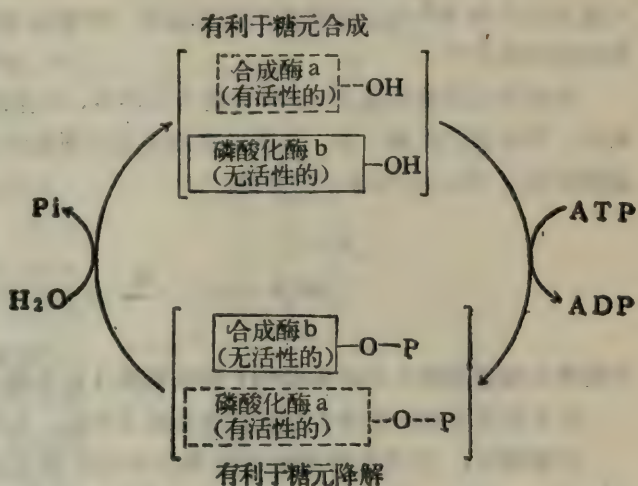 有利于糖元合成
合成酶a
(有活性的)
--OH
磷酸化酶b
(无活性的)
-OH
Pi
H₂O
ATP
ADP
合成酶b
(无活性的)
-O-P
磷酸化酶a
(有活性的)
--O--P
有利于糖元降解